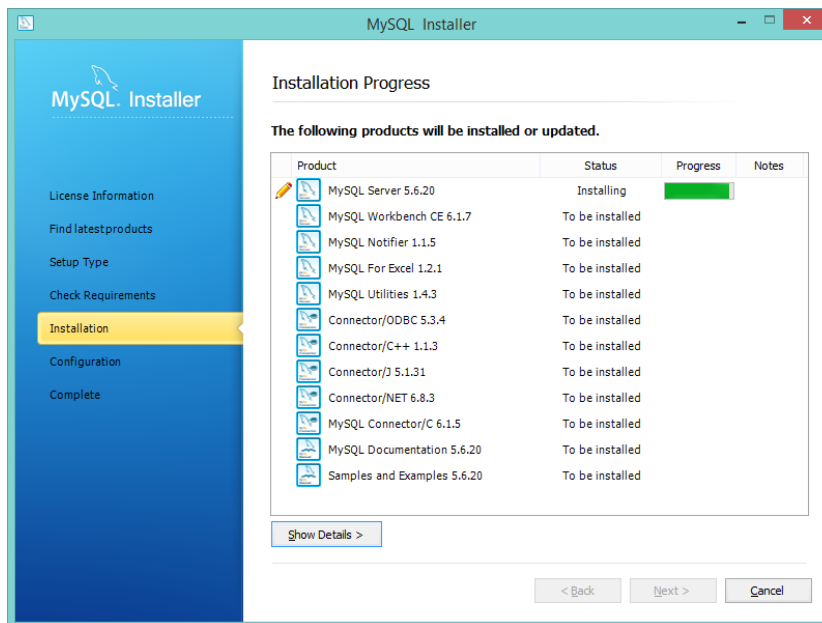 MySQL Installer
MySQL. Installer
License Information
Find latest products
Setup Type
Check Requirements
Installation
Configuration
Complete
Installation Progress
The following products will be installed or updated.
Product Status Progress Notes
MySQL Server 5.6.20 Installing
MySQL Workbench CE 6.1.7 To be installed
MySQL Notifier 1.1.5 To be installed
MySQL For Excel 1.2.1 To be installed
MySQL Utilities 1.4.3 To be installed
Connector/ODBC 5.3.4 To be installed
Connector/C++ 1.1.3 To be installed
Connector/J 5.1.31 To be installed
Connector/NET 6.8.3 To be installed
MySQL Connector/C 6.1.5 To be installed
MySQL Documentation 5.6.20 To be installed
Samples and Examples 5.6.20 To be installed
Show Details >
< Back Next > Cancel